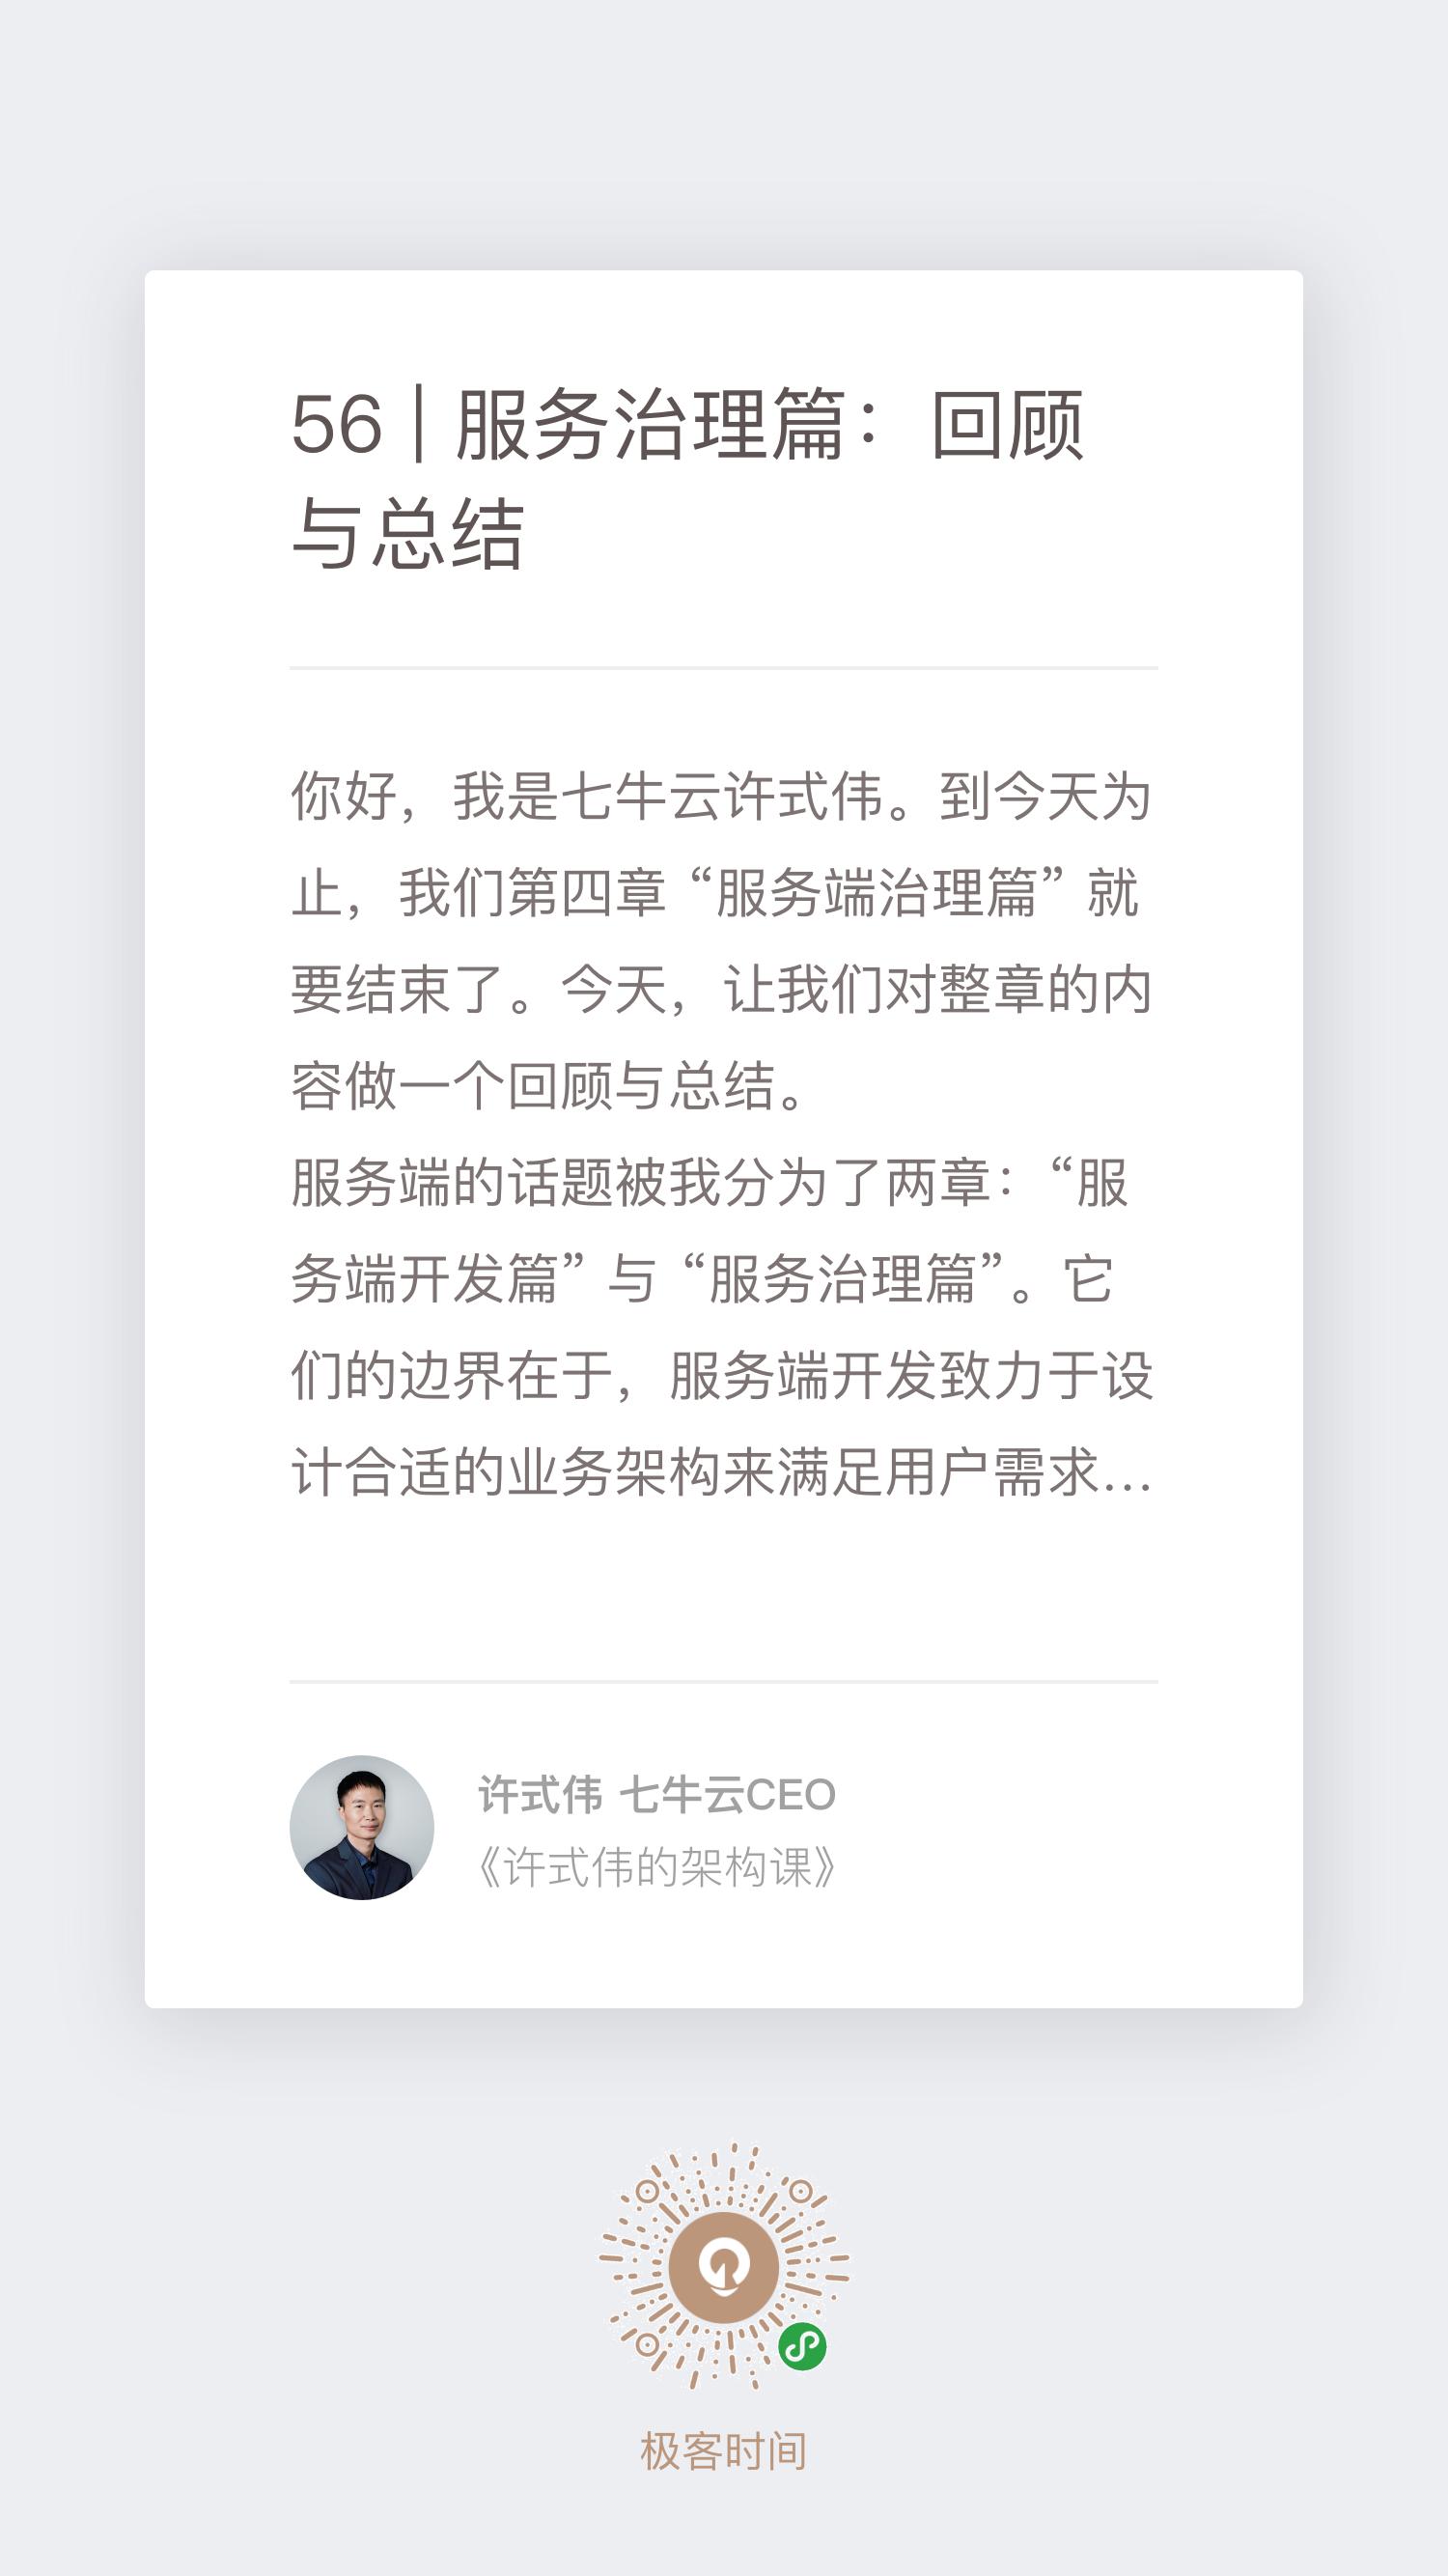 56 | 服务治理篇：回顾
与总结
你好，我是七牛云许式伟。到今天为
止，我们第四章 “服务端治理篇” 就
要结束了。今天，让我们对整章的内
容做一个回顾与总结。
服务端的话题被我分为了两章：“服
务端开发篇” 与 “服务治理篇”。它
们的边界在于，服务端开发致力于设
计合适的业务架构来满足用户需求...
许式伟 七牛云CEO
《许式伟的架构课》
极客时间